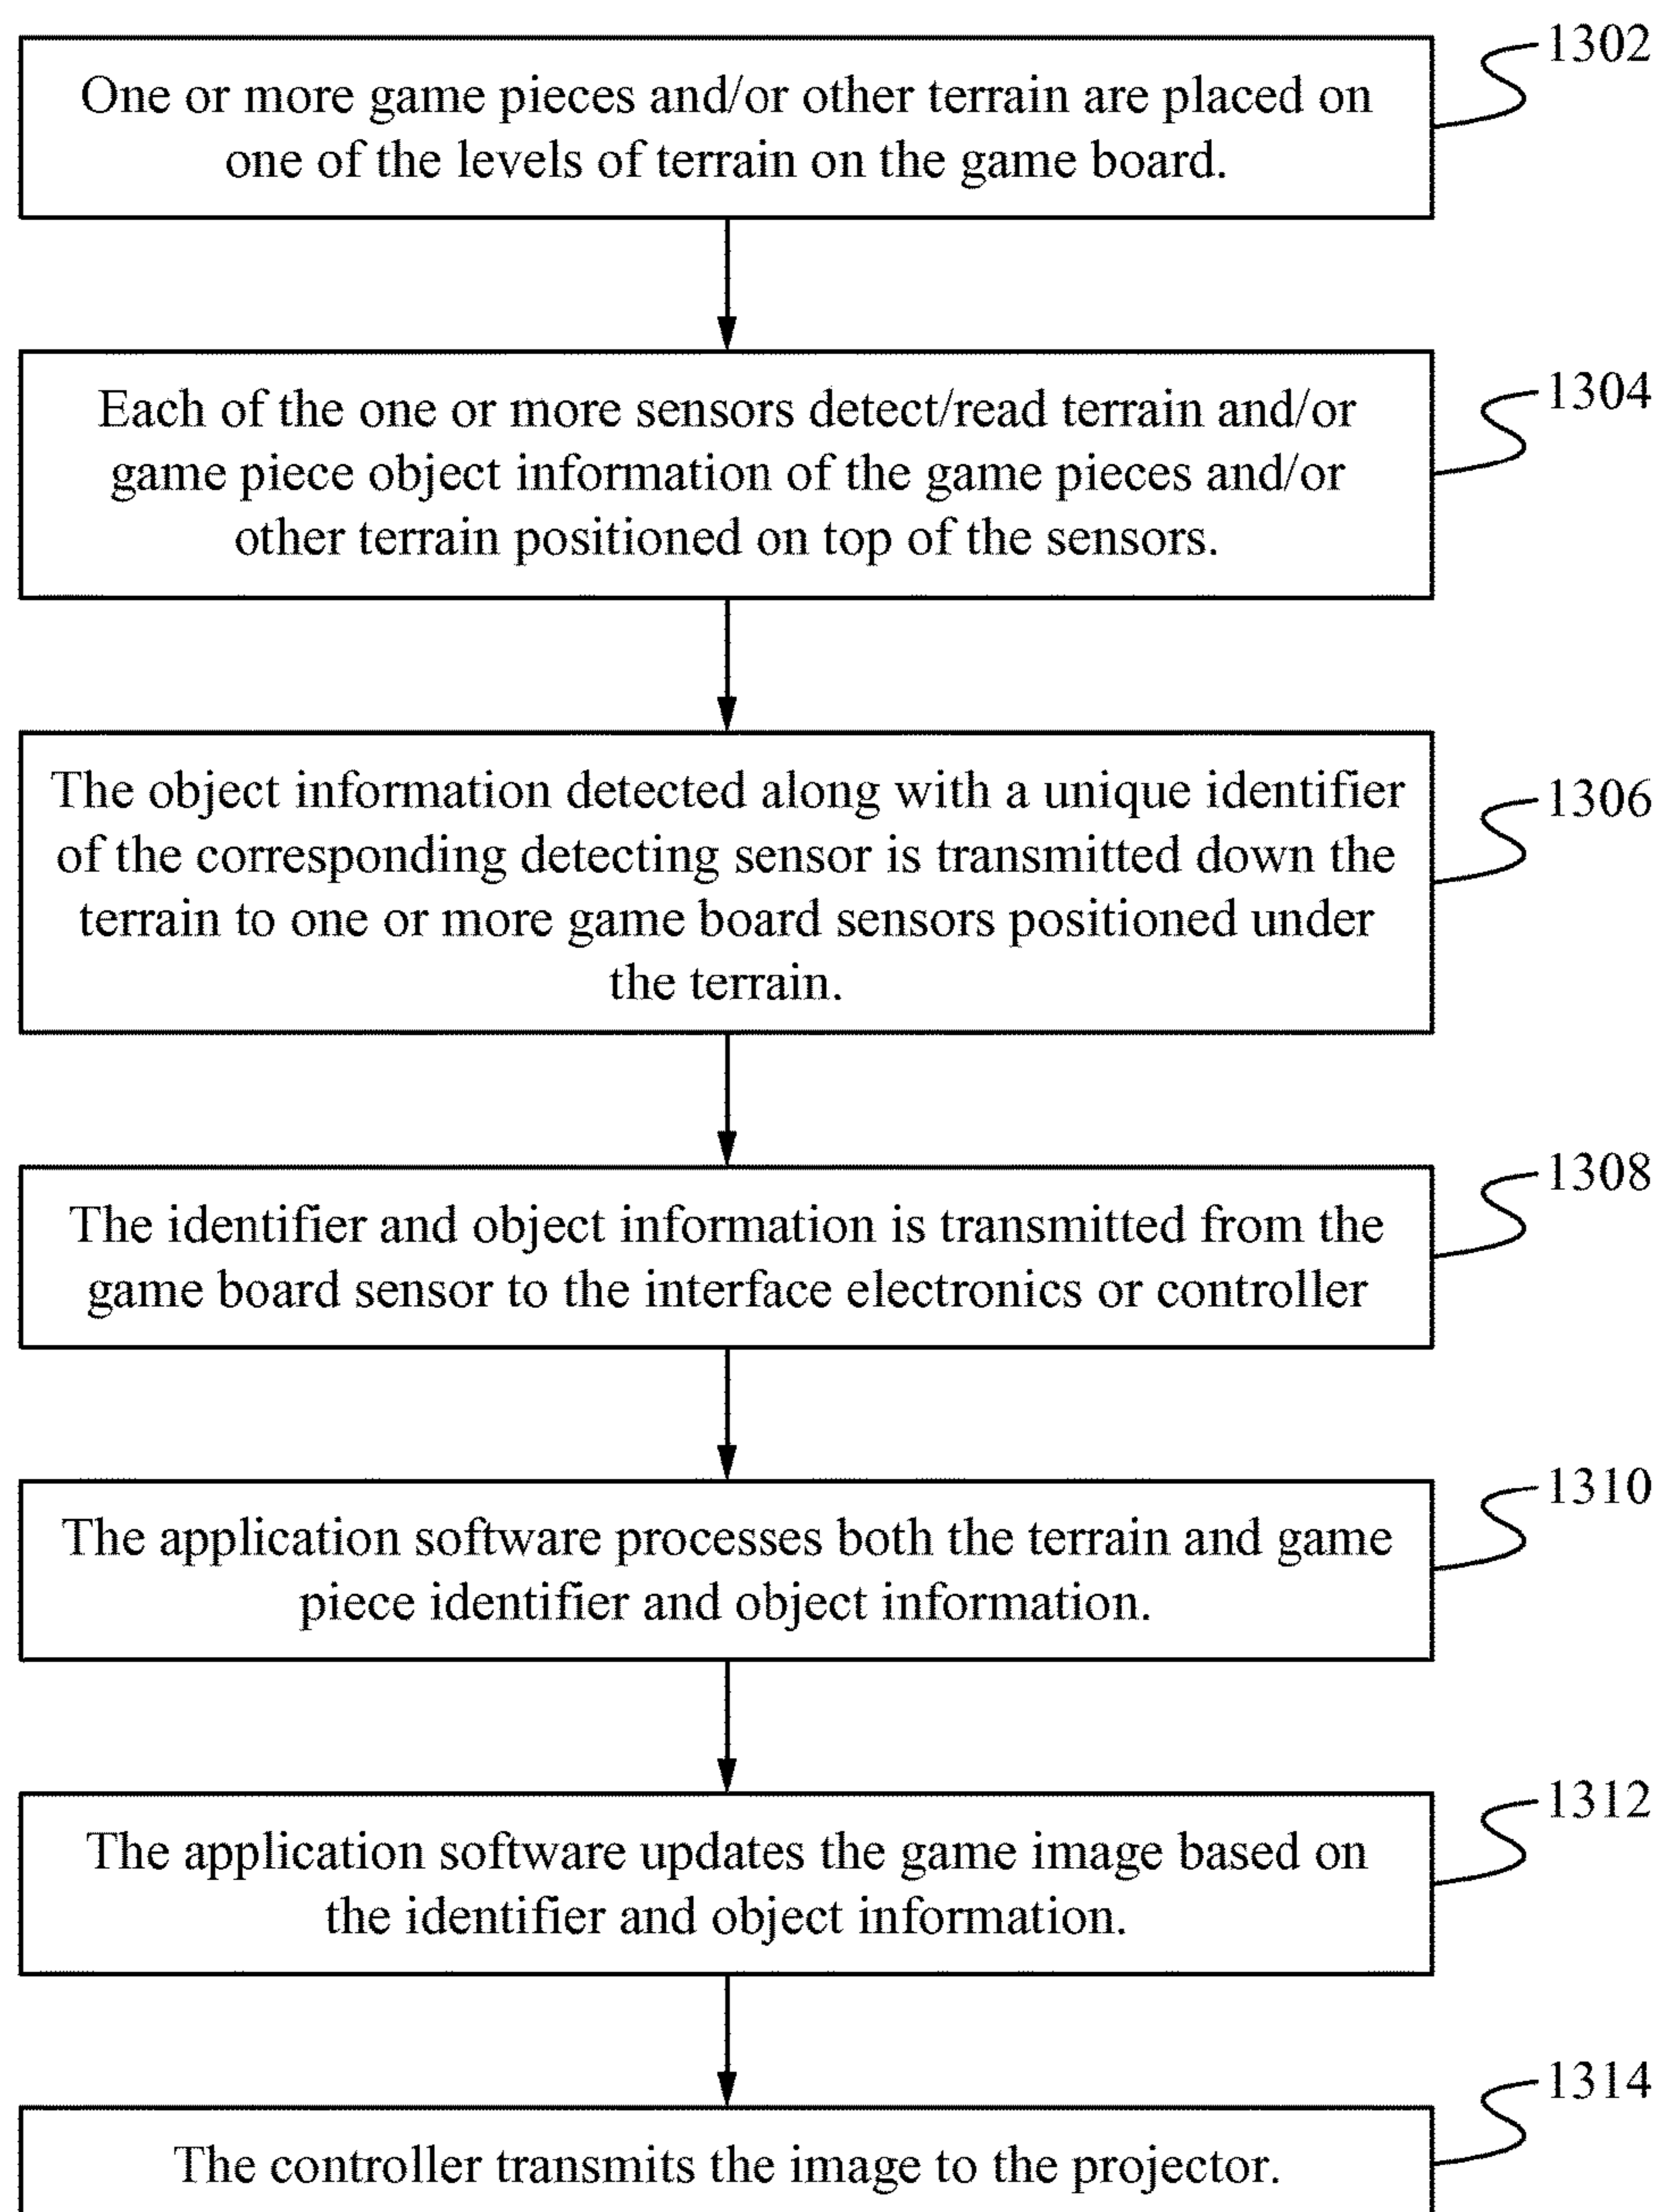 1302
One or more game pieces and/or other terrain are placed on
one of the levels of terrain on the game board.
1304
Each of the one or more sensors detect/read terrain and/or
game piece object information of the game pieces and/or
other terrain positioned on top of the sensors.
1306
The object information detected along with a unique identifier
of the corresponding detecting sensor is transmitted down the
terrain to one or more game board sensors positioned under
the terrain.
1308
The identifier and object information is transmitted from the
game board sensor to the interface electronics or controller
1310
The application software processes both the terrain and game
piece identifier and object information.
1312
The application software updates the game image based on
the identifier and object information.
1314
The controller transmits the image to the projector.